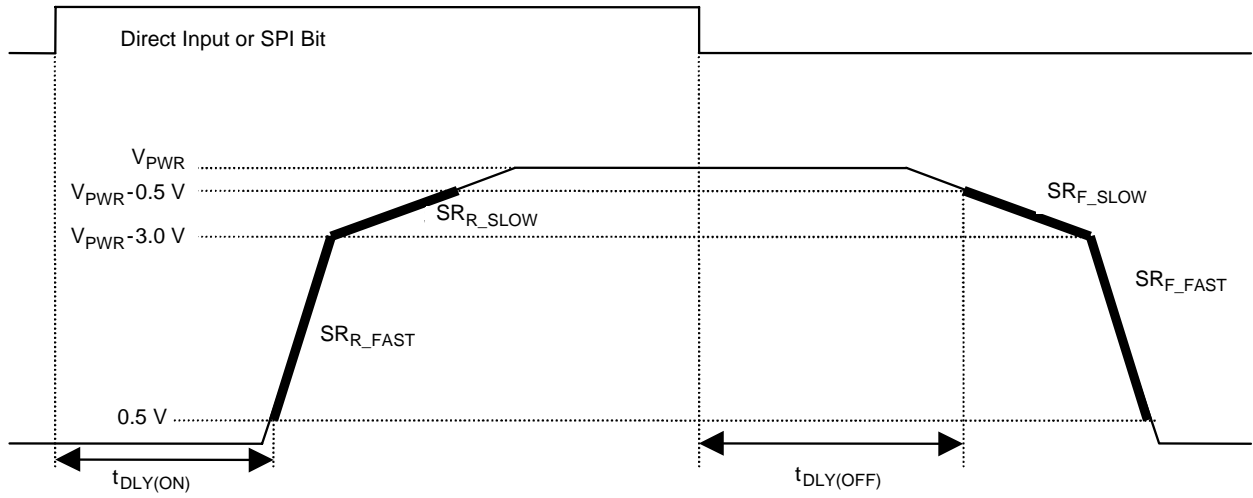 Direct Input or SPI Bit
VPWR
VPWR-0.5 V
SRF_SLOW
SRR_SLOW
VPWR-3.0 V
SRF_FAST
SRR_FAST
0.5 V
tDLY(ON)
tDLY(OFF)